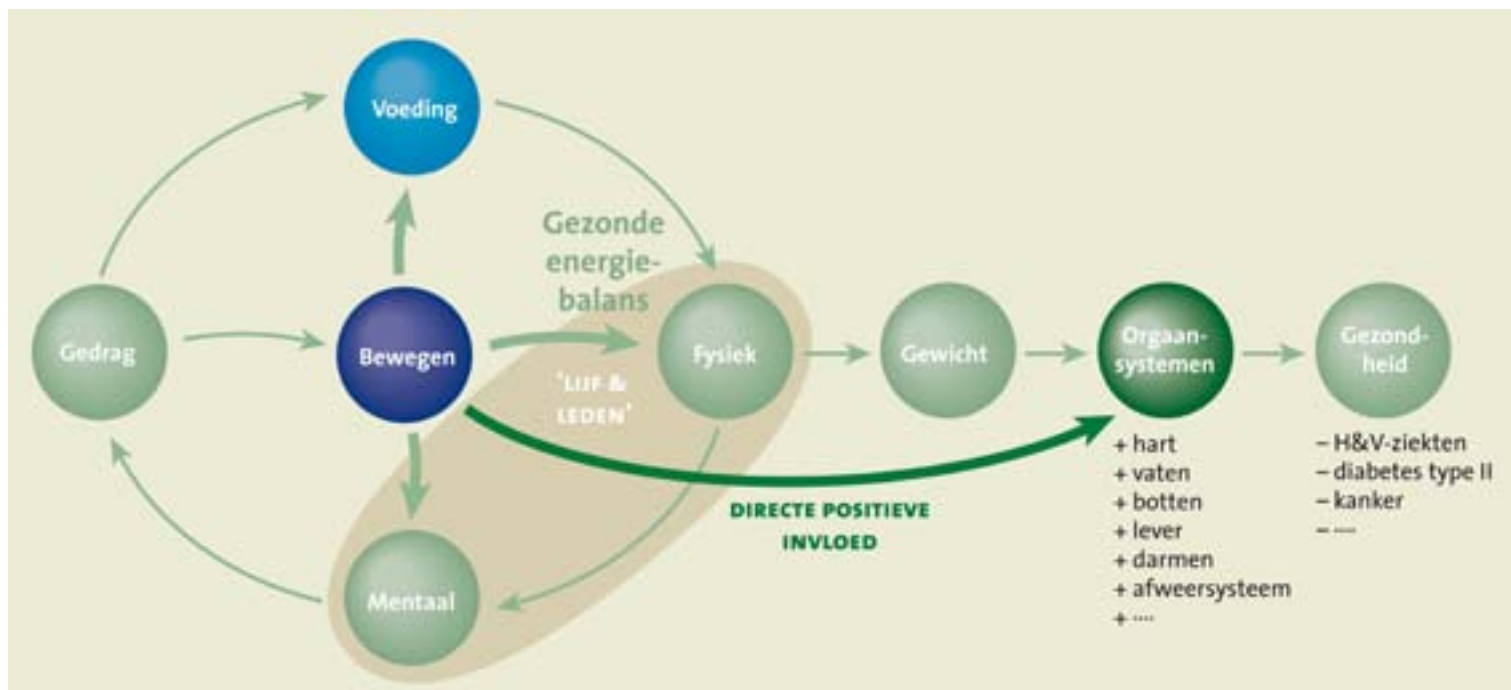 Voeding
Gezonde
energie-
balans
Gedrag
Bewegen
Fysiek
Gewicht
Orgaan-
systemen
Gezond-
heid
'LIJF &
LEDEN'
DIRECTE POSITIEVE
INVLOED
Mentaal
+ hart
+ vaten
+ botten
+ lever
+ darmen
+ afweersysteem
+ ....
– H&V-ziekten
– diabetes type II
– kanker
– ....